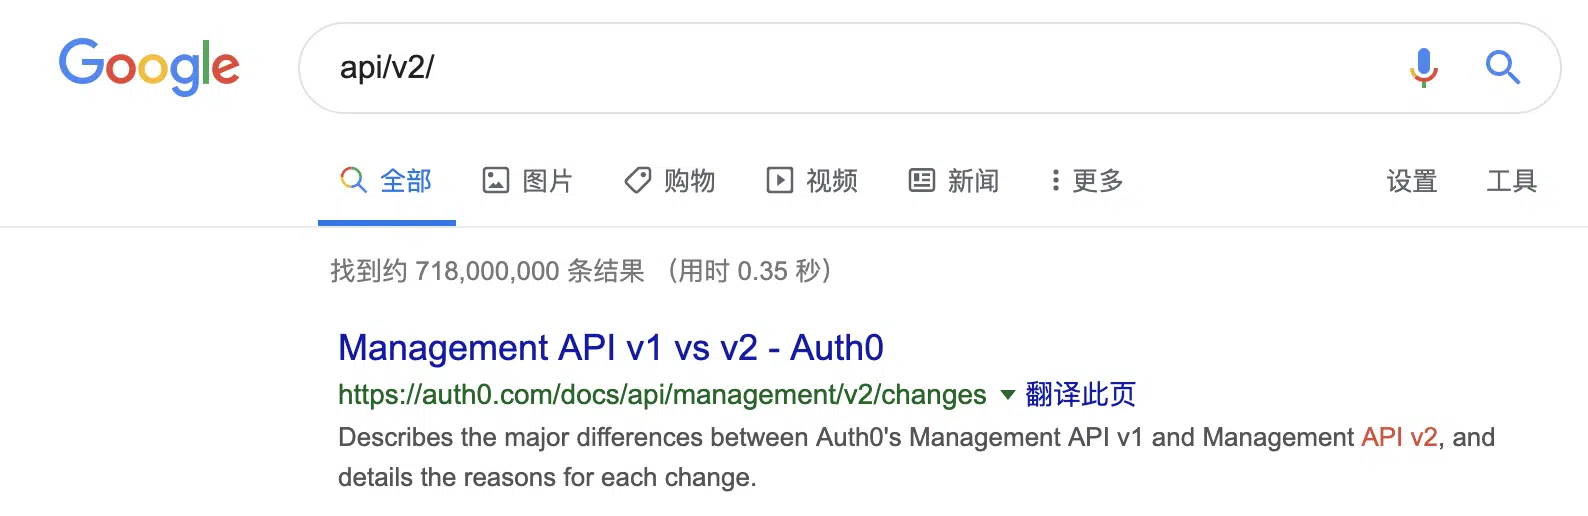 Google
api/v2/
全部 图片 购物 视频 新闻 更多 设置 工具
找到约 718,000,000 条结果 （用时 0.35 秒）
Management API v1 vs v2 - Auth0
https://auth0.com/docs/api/management/v2/changes 翻译此页
Describes the major differences between Auth0's Management API v1 and Management API v2, and
details the reasons for each change.